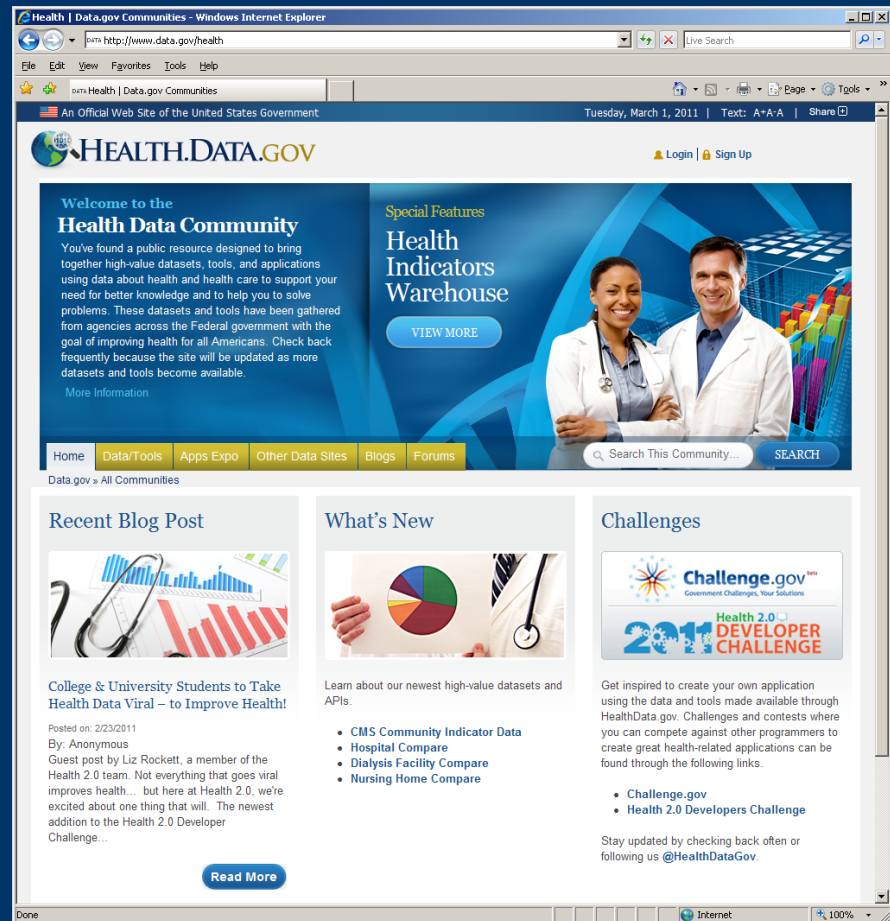 Health | Data.gov Communities - Windows Internet Explorer
DATA http://www.data.gov/health
Live Search
File Edit View Favorites Tools Help
DATA Health | Data.gov Communities
Page Tools »
An Official Web Site of the United States Government
Tuesday, March 1, 2011 | Text: A+A-A | Share
HEALTH.DATA.GOV
Login | Sign Up
Welcome to the
Health Data Community
You've found a public resource designed to bring
together high-value datasets, tools, and applications
using data about health and health care to support your
need for better knowledge and to help you to solve
problems. These datasets and tools have been gathered
from agencies across the Federal government with the
goal of improving health for all Americans. Check back
frequently because the site will be updated as more
datasets and tools become available.
More Information
Special Features
Health
Indicators
Warehouse
VIEW MORE
Home Data/Tools Apps Expo Other Data Sites Blogs Forums
Search This Community... SEARCH
Data.gov » All Communities
Recent Blog Post
College & University Students to Take
Health Data Viral – to Improve Health!
Posted on: 2/23/2011
By: Anonymous
Guest post by Liz Rockett, a member of the
Health 2.0 team. Not everything that goes viral
improves health... but here at Health 2.0, we're
excited about one thing that will. The newest
addition to the Health 2.0 Developer
Challenge...
Read More
What's New
Learn about our newest high-value datasets and
APIs.
• CMS Community Indicator Data
• Hospital Compare
• Dialysis Facility Compare
• Nursing Home Compare
Challenges
Challenge.gov beta
Government Challenges, Your Solutions
2011 Health 2.0
DEVELOPER
CHALLENGE
Get inspired to create your own application
using the data and tools made available through
HealthData.gov. Challenges and contests where
you can compete against other programmers to
create great health-related applications can be
found through the following links.
• Challenge.gov
• Health 2.0 Developers Challenge
Stay updated by checking back often or
following us @HealthDataGov.
Done
Internet
100%